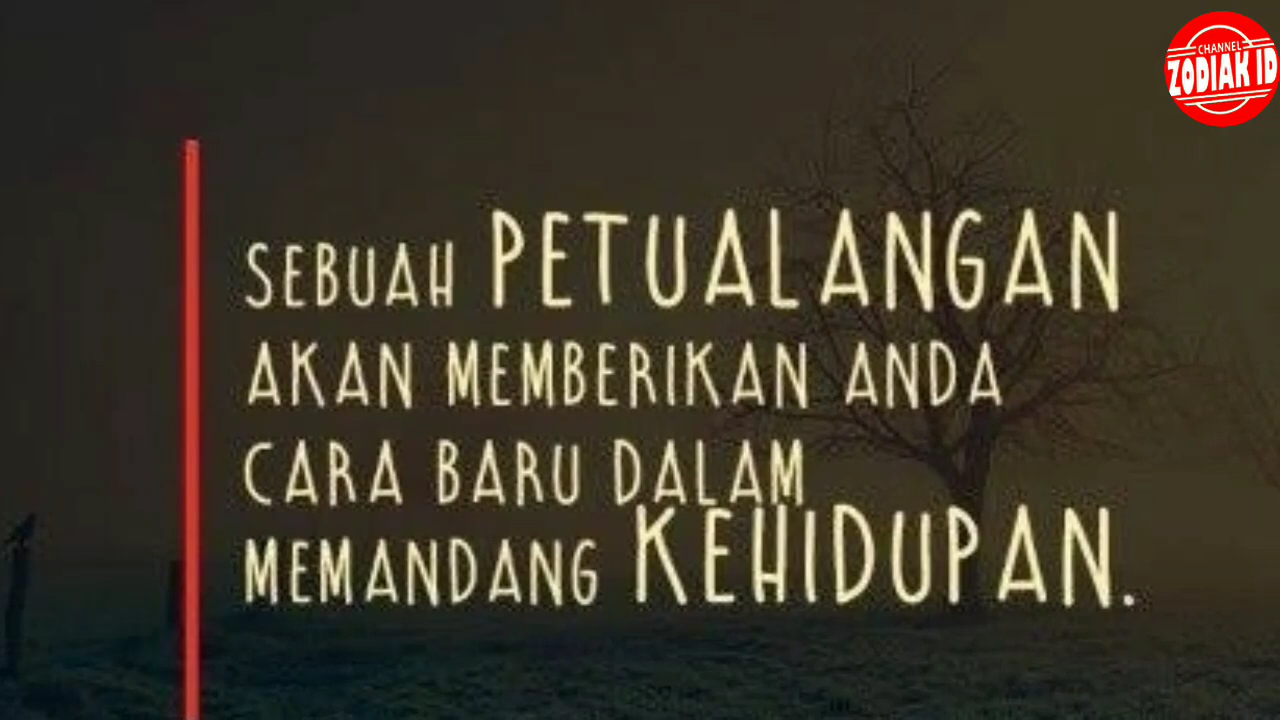 CHANNEL
ZODIAK ID
SEBUAH PETUALANGAN
AKAN MEMBERIKAN ANDA
CARA BARU DALAM
MEMANDANG KEHIDUPAN.